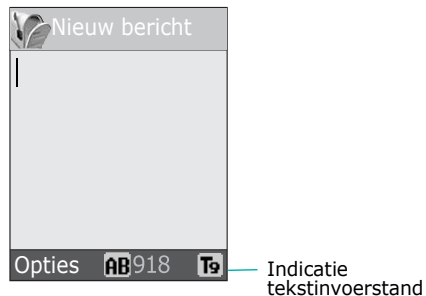 Nieuw bericht
Opties AB 918 T9
Indicatie
tekstinvoerstand